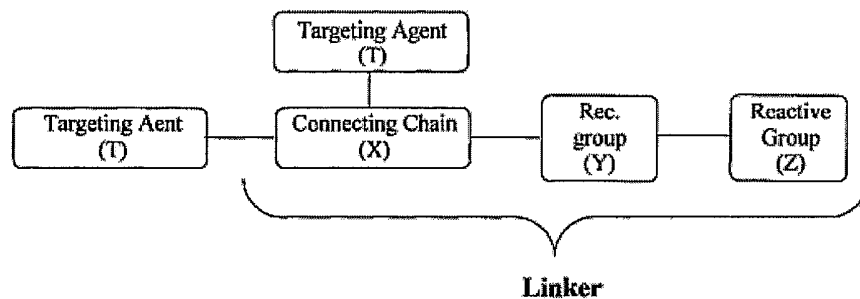 Targeting Agent
(T)
Targeting Aent
(T)
Connecting Chain
(X)
Rec.
group
(Y)
Reactive
Group
(Z)
Linker